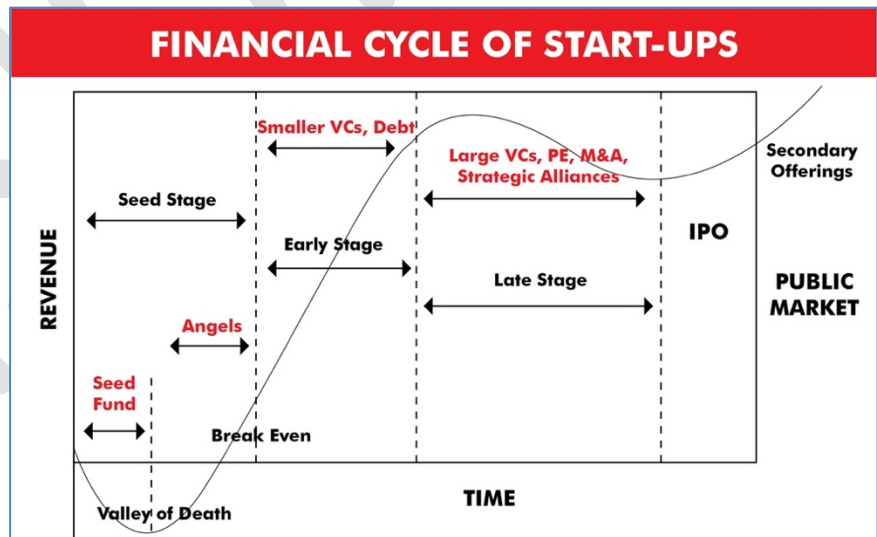 FINANCIAL CYCLE OF START-UPS
Smaller VCs, Debt
Large VCs, PE, M&A,
Strategic Alliances
Secondary
Offerings
Seed Stage
Early Stage
IPO
Late Stage
PUBLIC
MARKET
REVENUE
Angels
Seed
Fund
Break Even
Valley of Death
TIME